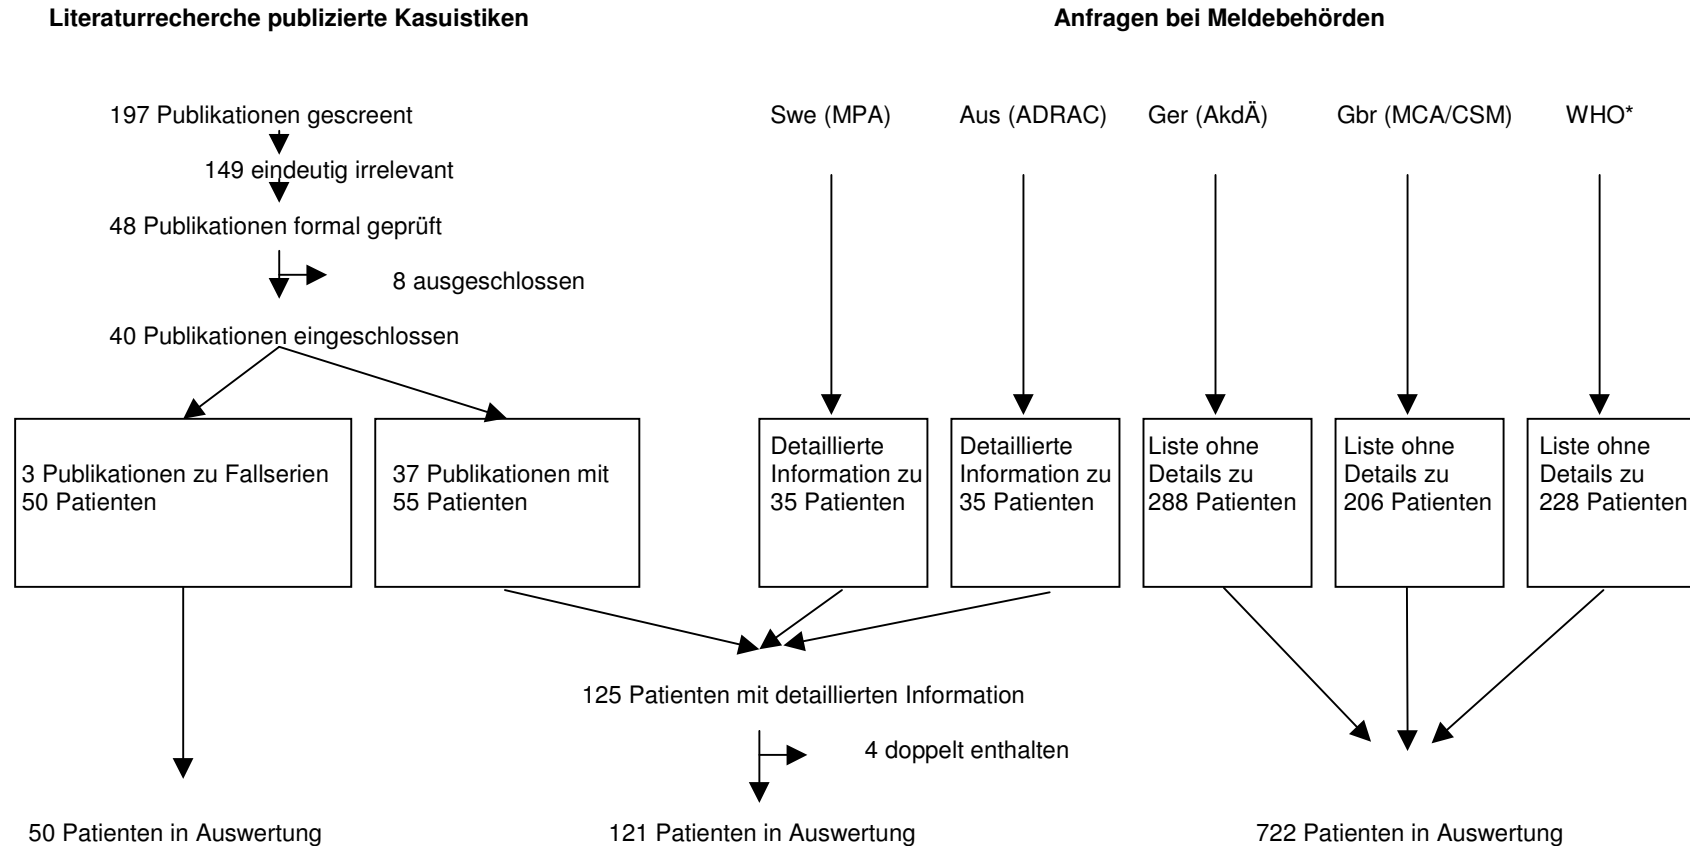 Literaturrecherche publizierte Kasuistiken
Anfragen bei Meldebehörden
197 Publikationen gescreent
149 eindeutig irrelevant
48 Publikationen formal geprüft
8 ausgeschlossen
40 Publikationen eingeschlossen
Swe (MPA)
Aus (ADRAC)
Ger (AkdÄ)
Gbr (MCA/CSM)
WHO*
3 Publikationen zu Fallserien
50 Patienten
37 Publikationen mit
55 Patienten
Detaillierte
Information zu
35 Patienten
Detaillierte
Information zu
35 Patienten
Liste ohne
Details zu
288 Patienten
Liste ohne
Details zu
206 Patienten
Liste ohne
Details zu
228 Patienten
125 Patienten mit detaillierten Information
4 doppelt enthalten
50 Patienten in Auswertung
121 Patienten in Auswertung
722 Patienten in Auswertung